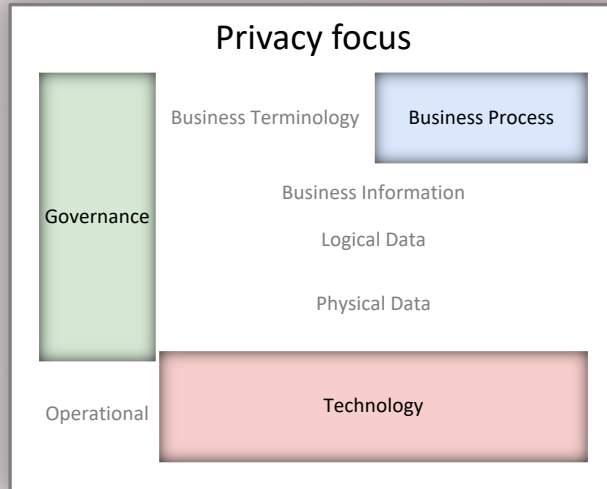 Privacy focus
Business Terminology
Business Process
Business Information
Governance
Logical Data
Physical Data
Technology
Operational